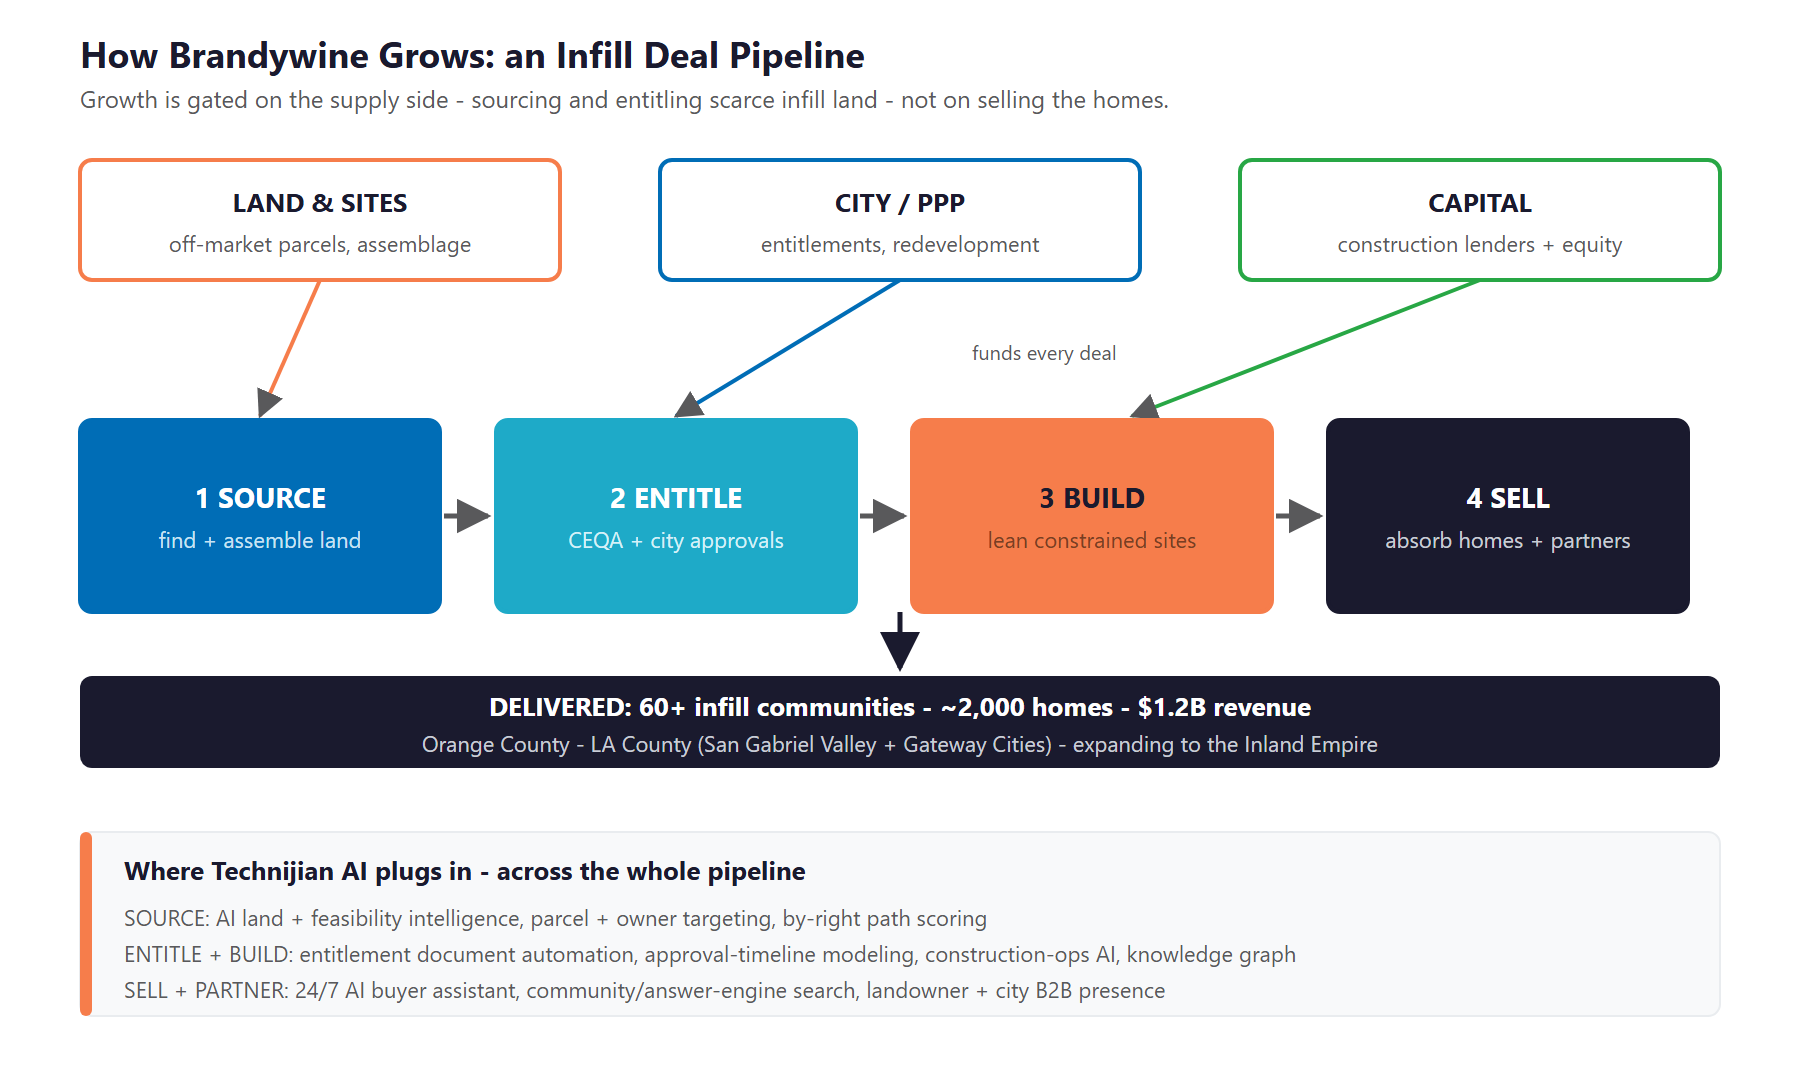 How Brandywine Grows: an Infill Deal Pipeline
Growth is gated on the supply side - sourcing and entitling scarce infill land - not on selling the homes.
LAND & SITES
off-market parcels, assemblage
CITY / PPP
entitlements, redevelopment
CAPITAL
construction lenders + equity
funds every deal
1 SOURCE
find + assemble land
2 ENTITLE
CEQA + city approvals
3 BUILD
lean constrained sites
4 SELL
absorb homes + partners
DELIVERED: 60+ infill communities - ~2,000 homes - $1.2B revenue
Orange County - LA County (San Gabriel Valley + Gateway Cities) - expanding to the Inland Empire
Where Technijian AI plugs in - across the whole pipeline
SOURCE: AI land + feasibility intelligence, parcel + owner targeting, by-right path scoring
ENTITLE + BUILD: entitlement document automation, approval-timeline modeling, construction-ops AI, knowledge graph
SELL + PARTNER: 24/7 AI buyer assistant, community/answer-engine search, landowner + city B2B presence